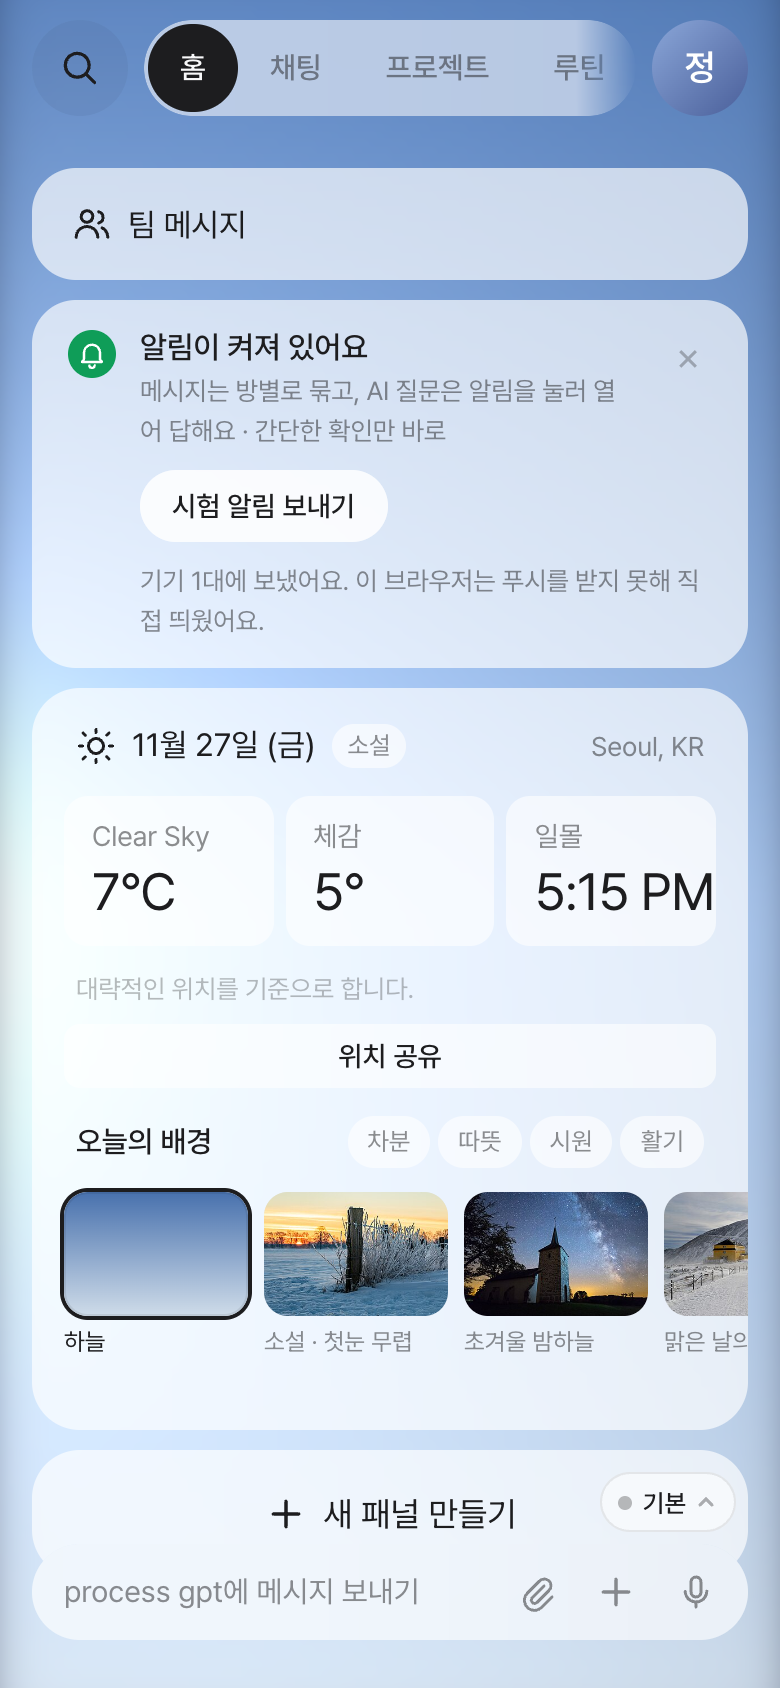 홈
채팅
프로젝트
루틴
정
팀 메시지
알림이 켜져 있어요
메시지는 방별로 묶고, AI 질문은 알림을 눌러 열
어 답해요 · 간단한 확인만 바로
시험 알림 보내기
기기 1대에 보냈어요. 이 브라우저는 푸시를 받지 못해 직
접 띄웠어요.
11월 27일 (금)
소설
Seoul, KR
Clear Sky
체감
일몰
7°C
5°
5:15 PM
대략적인 위치를 기준으로 합니다.
위치 공유
오늘의 배경
차분
따뜻
시원
활기
하늘
소설 · 첫눈 무렵
초겨울 밤하늘
맑은 날의
새 패널 만들기
기본
process gpt에 메시지 보내기